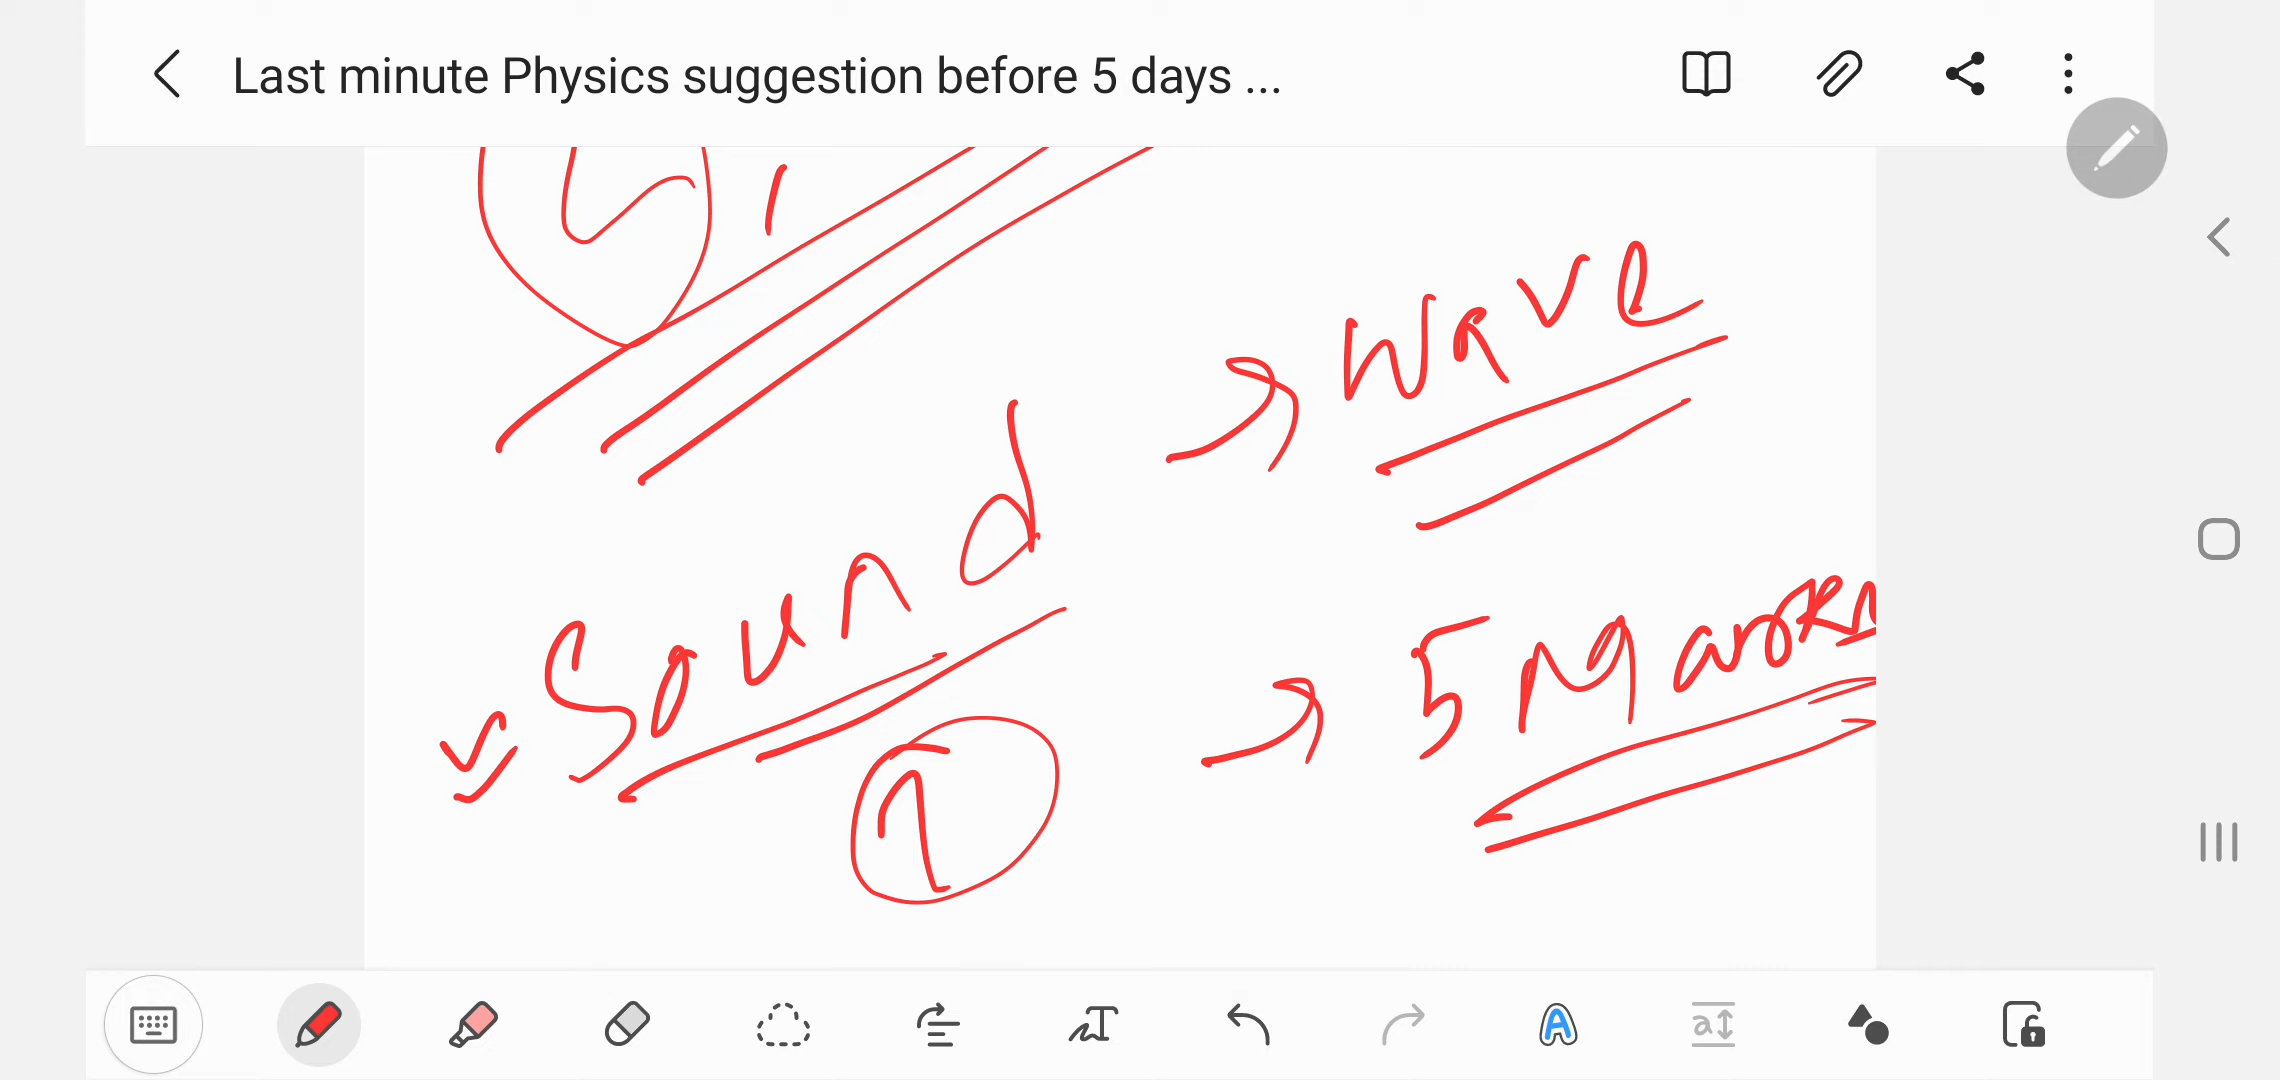 Last minute Physics suggestion before 5 days ...
wave
Sound
5 Marks
1